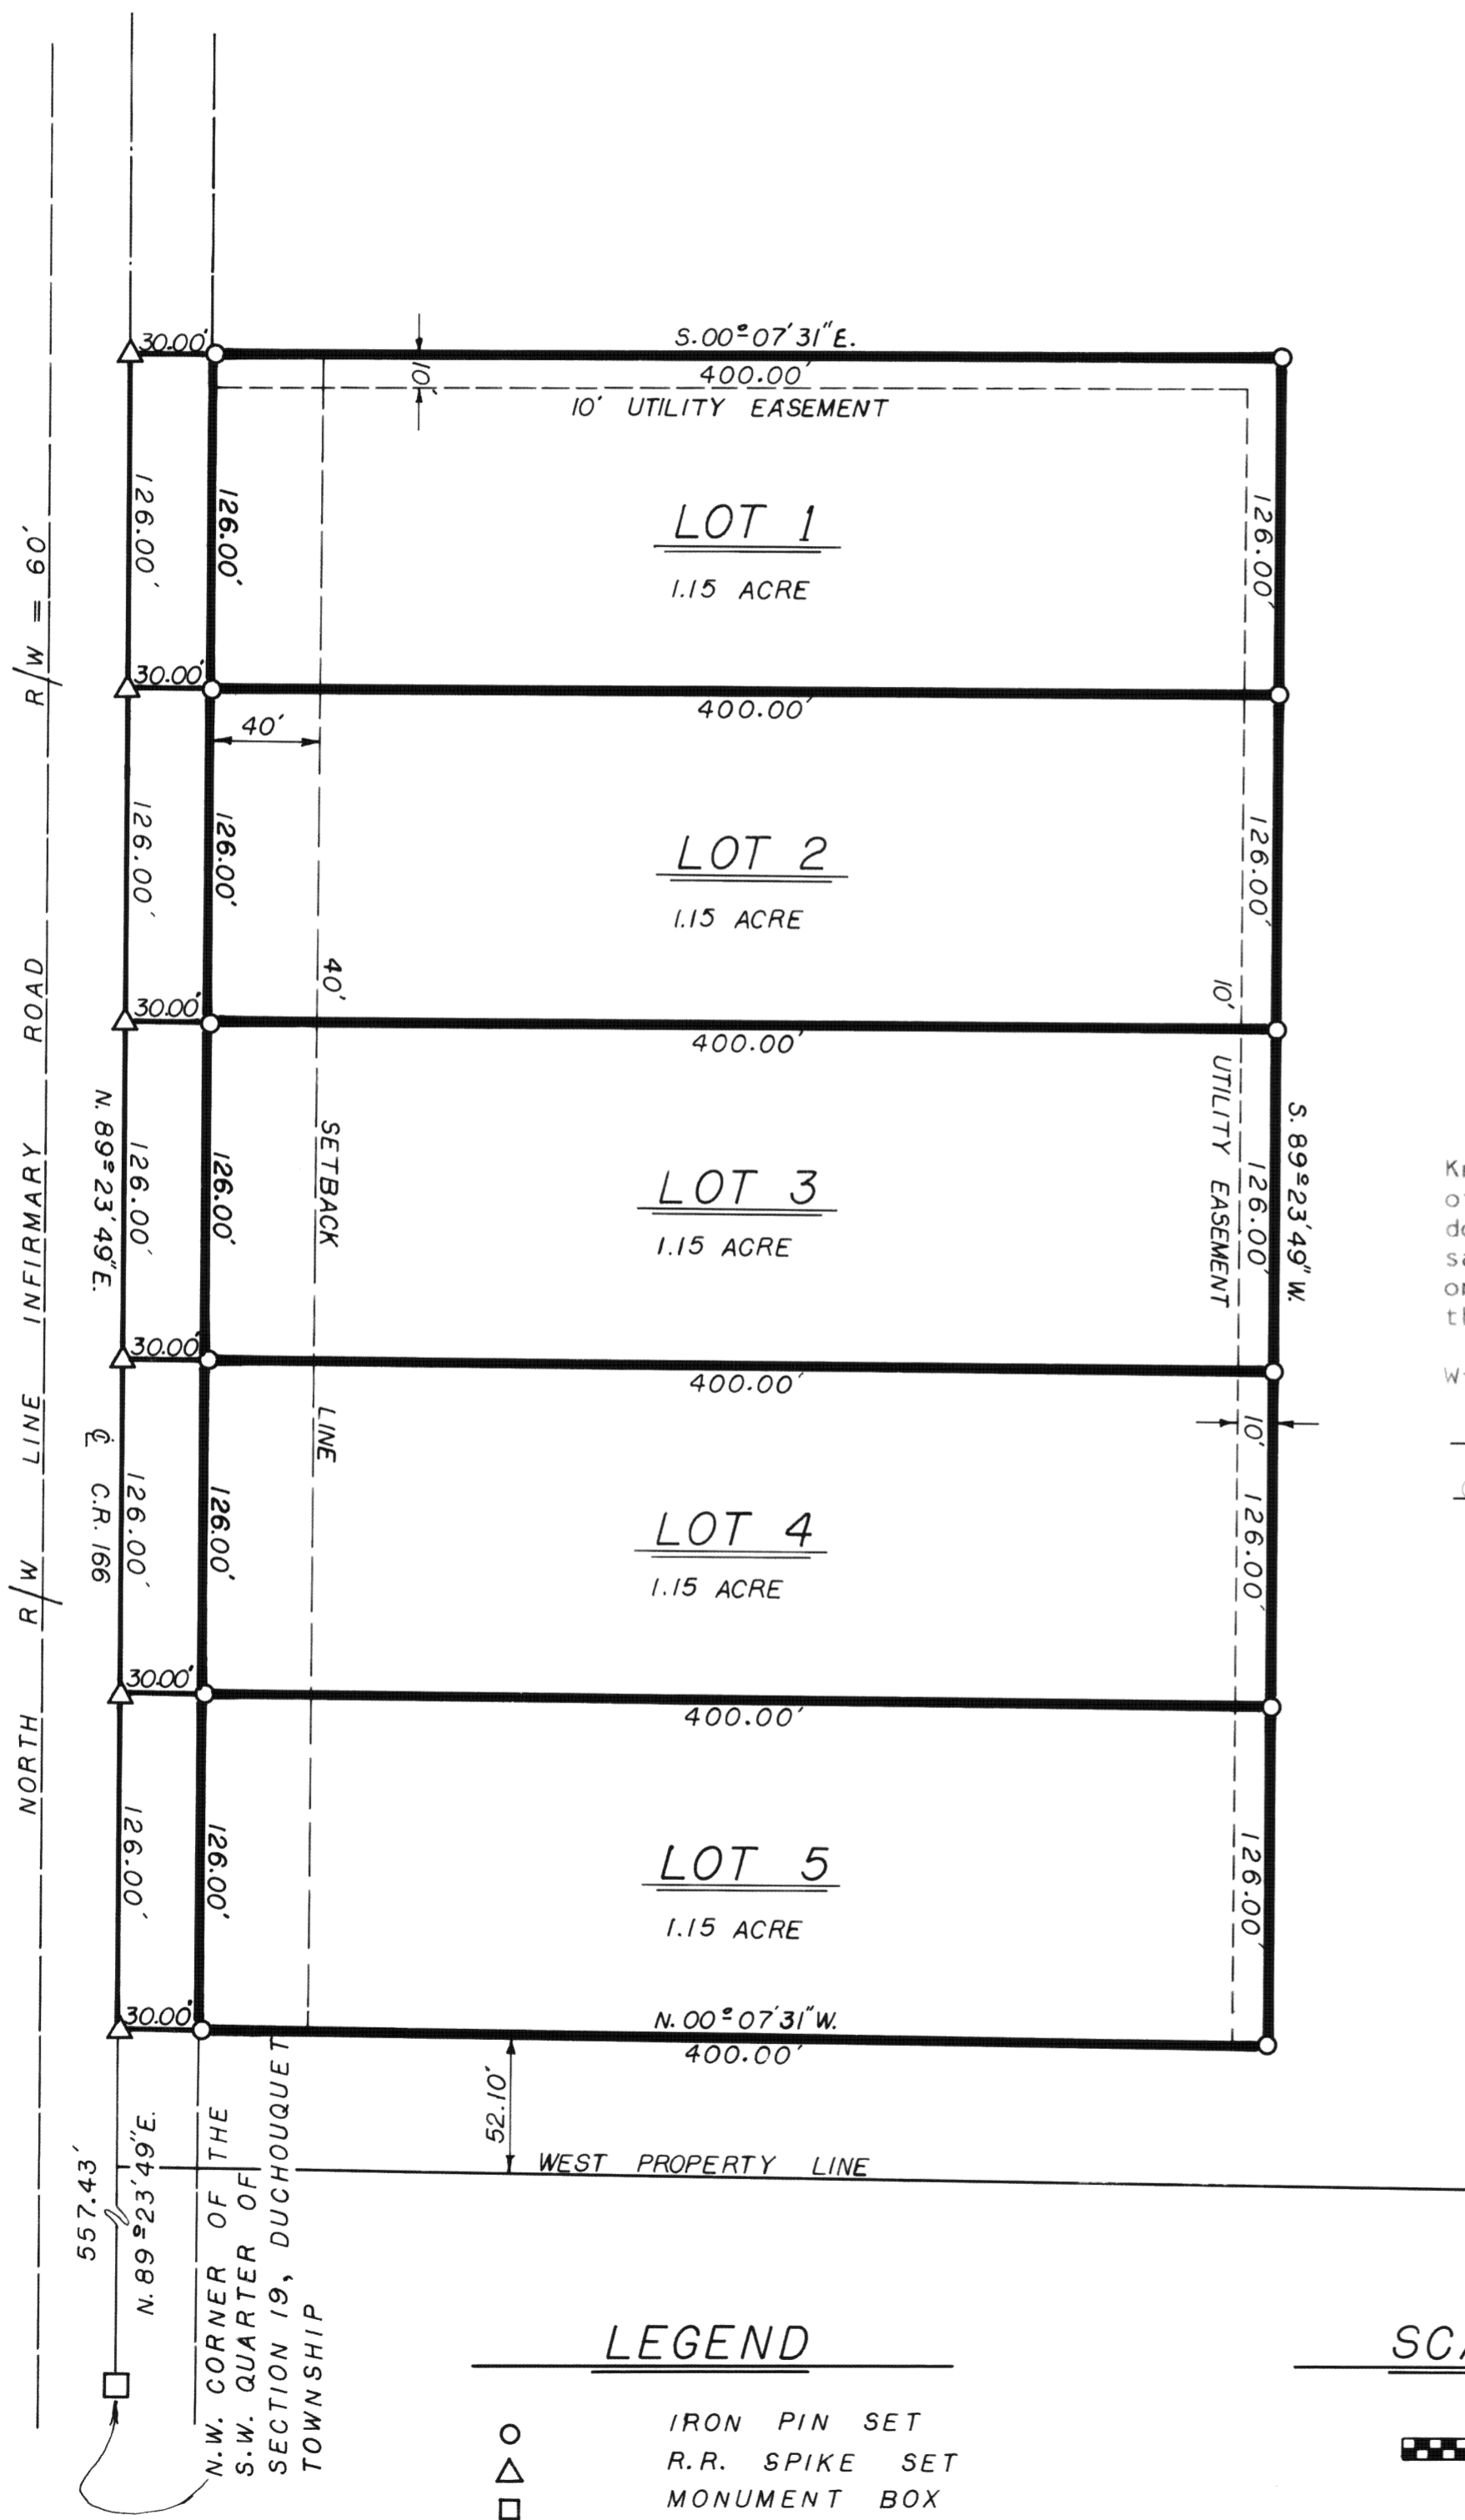 S.00°07'31"E.
400.00'
10'
10' UTILITY EASEMENT
30.00'
126.00'
126.00'
LOT 1
1.15 ACRE
126.00'
R/W = 60'
30.00'
400.00'
40'
126.00'
126.00'
LOT 2
1.15 ACRE
126.00'
30.00'
400.00'
40' SETBACK LINE
10' UTILITY EASEMENT
N. 89°23'49"E.
126.00'
126.00'
LOT 3
1.15 ACRE
126.00'
S. 89°23'49"W.
NORTH R/W LINE INFIRMARY ROAD
30.00'
400.00'
10'
℄ C.R. 166
126.00'
126.00'
LOT 4
1.15 ACRE
126.00'
30.00'
400.00'
126.00'
126.00'
LOT 5
1.15 ACRE
126.00'
30.00'
N.00°07'31"W.
400.00'
52.10'
WEST PROPERTY LINE
557.43'
N.89°23'49"E.
N.W. CORNER OF THE
S.W. QUARTER OF
SECTION 19, DUCHOUQUET
TOWNSHIP
LEGEND
IRON PIN SET
R.R. SPIKE SET
MONUMENT BOX